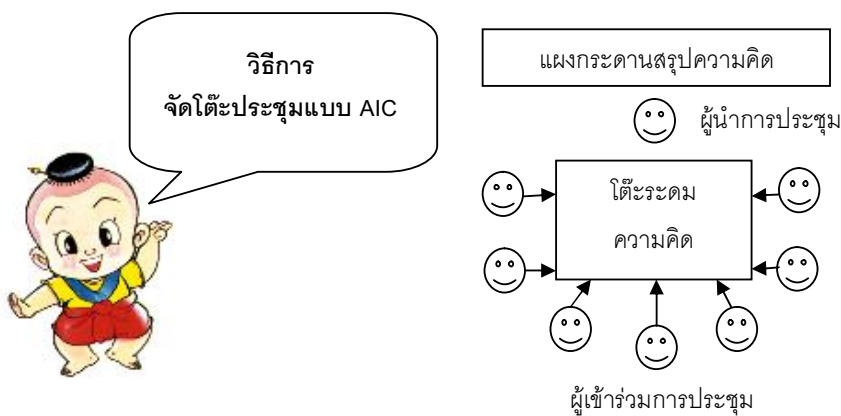 วิธีการ
จัดโต๊ะประชุมแบบ AIC
แผงกระดานสรุปความคิด
ผู้นำการประชุม
โต๊ะระดม
ความคิด
ผู้เข้าร่วมการประชุม